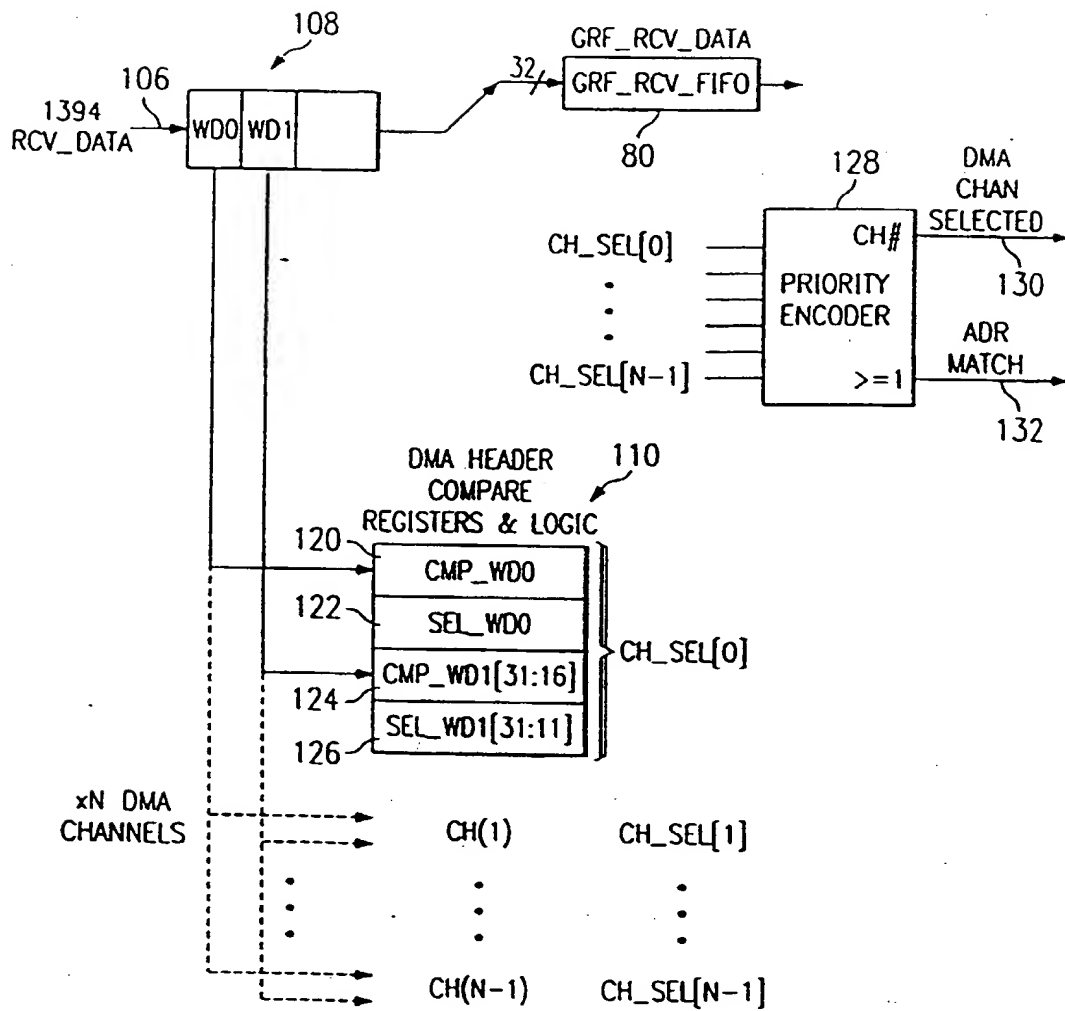 108
106
1394
RCV_DATA
WD0 WD1
32
GRF_RCV_DATA
GRF_RCV_FIFO
80
128
DMA
CHAN
SELECTED
CH#
130
CH_SEL[0]
PRIORITY
ENCODER
ADR
MATCH
CH_SEL[N-1]
>=1
132
DMA HEADER
COMPARE
REGISTERS & LOGIC
110
120
CMP_WD0
122
SEL_WD0
CH_SEL[0]
CMP_WD1[31:16]
124
SEL_WD1[31:11]
126
xN DMA
CHANNELS
CH(1) CH_SEL[1]
CH(N-1) CH_SEL[N-1]